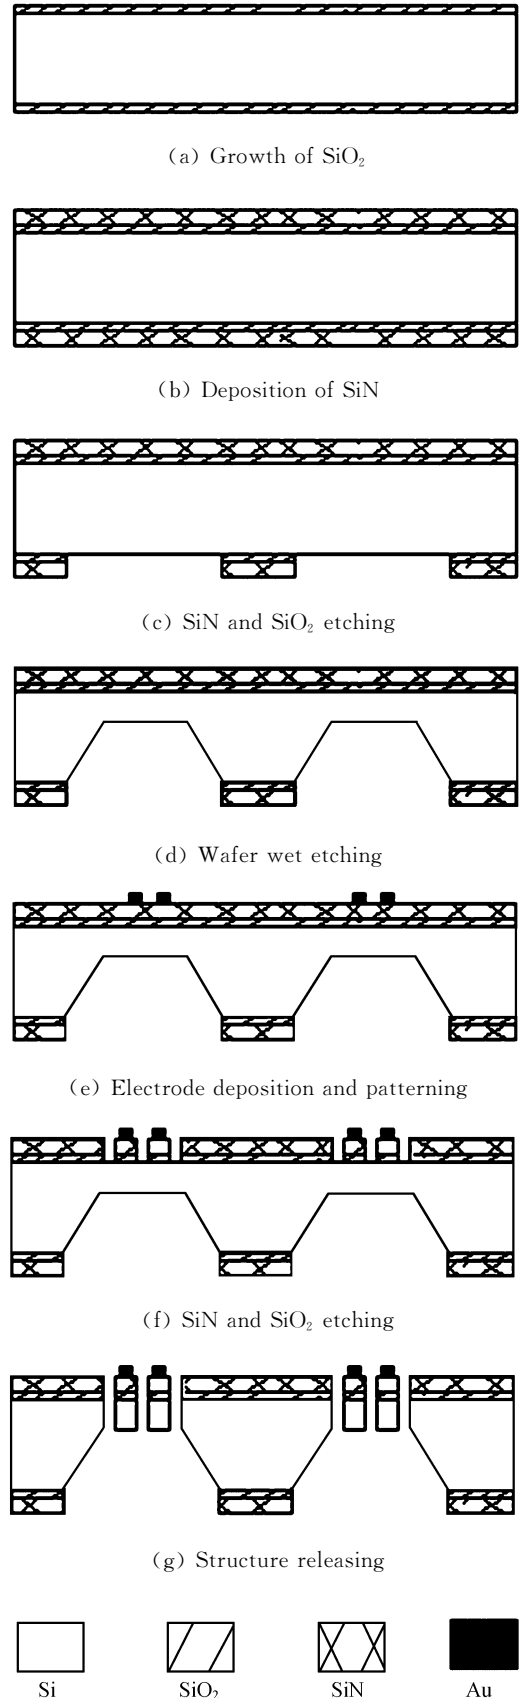 (a) Growth of SiO₂
(b) Deposition of SiN
(c) SiN and SiO₂ etching
(d) Wafer wet etching
(e) Electrode deposition and patterning
(f) SiN and SiO₂ etching
(g) Structure releasing
Si SiO₂ SiN Au